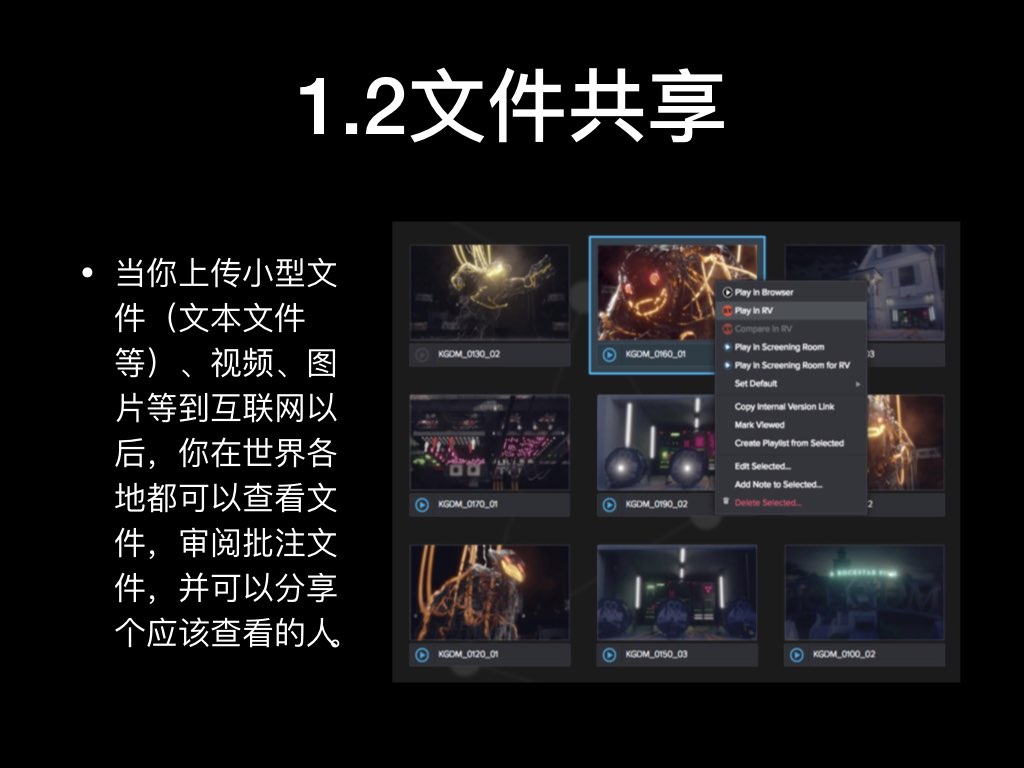 1.2文件共享
• 当你上传小型文
件（文本文件
等）、视频、图
片等到互联网以
后，你在世界各
地都可以查看文
件，审阅批注文
件，并可以分享
个应该查看的人。
KGDM_0130_02
KGDM_0160_01
03
Play In Browser
Play In RV
Compare In RV
Play In Screening Room
Play In Screening Room for RV
Set Default
Copy Internal Version Link
Mark Viewed
Create Playlist from Selected
Edit Selected...
Add Note to Selected...
Delete Selected...
KGDM_0170_01
KGDM_0190_02
2
KGDM_0120_01
KGDM_0150_03
KGDM_0100_02